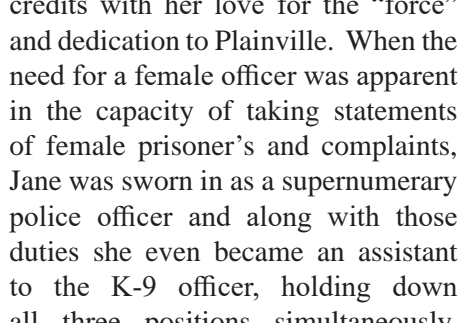 credits with her love for the “force”
and dedication to Plainville. When the
need for a female officer was apparent
in the capacity of taking statements
of female prisoner’s and complaints,
Jane was sworn in as a supernumerary
police officer and along with those
duties she even became an assistant
to the K-9 officer, holding down
all three positions simultaneously.